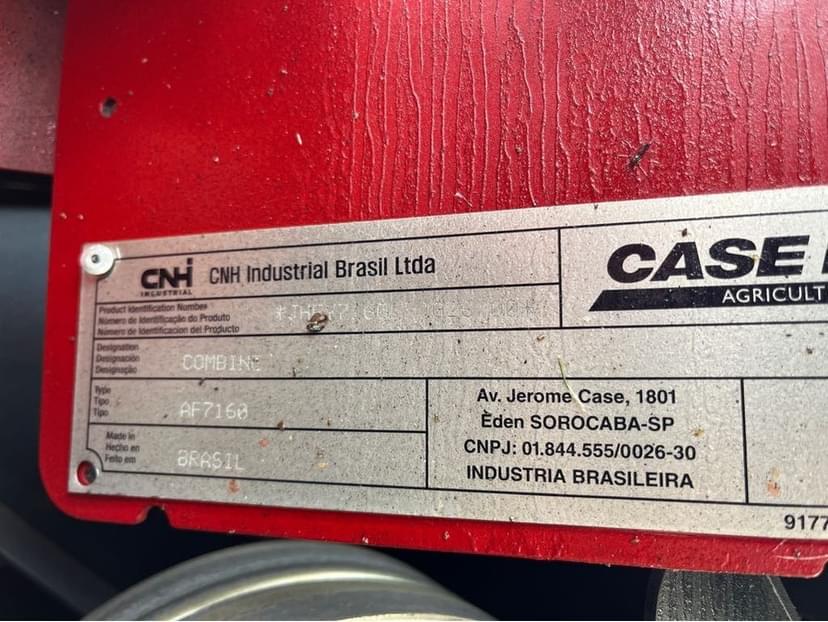 CNH
INDUSTRIAL
CNH Industrial Brasil Ltda
CASE
AGRICULT
Product Identification Number
Número de Identificação do Produto
Número de Identificacion del Producto
Designation
Designación
Designação
COMBINE
Type
Tipo
Tipo
AF7160
Made in
Hecho en
Feito em
BRASIL
Av. Jerome Case, 1801
Éden SOROCABA-SP
CNPJ: 01.844.555/0026-30
INDUSTRIA BRASILEIRA
9177